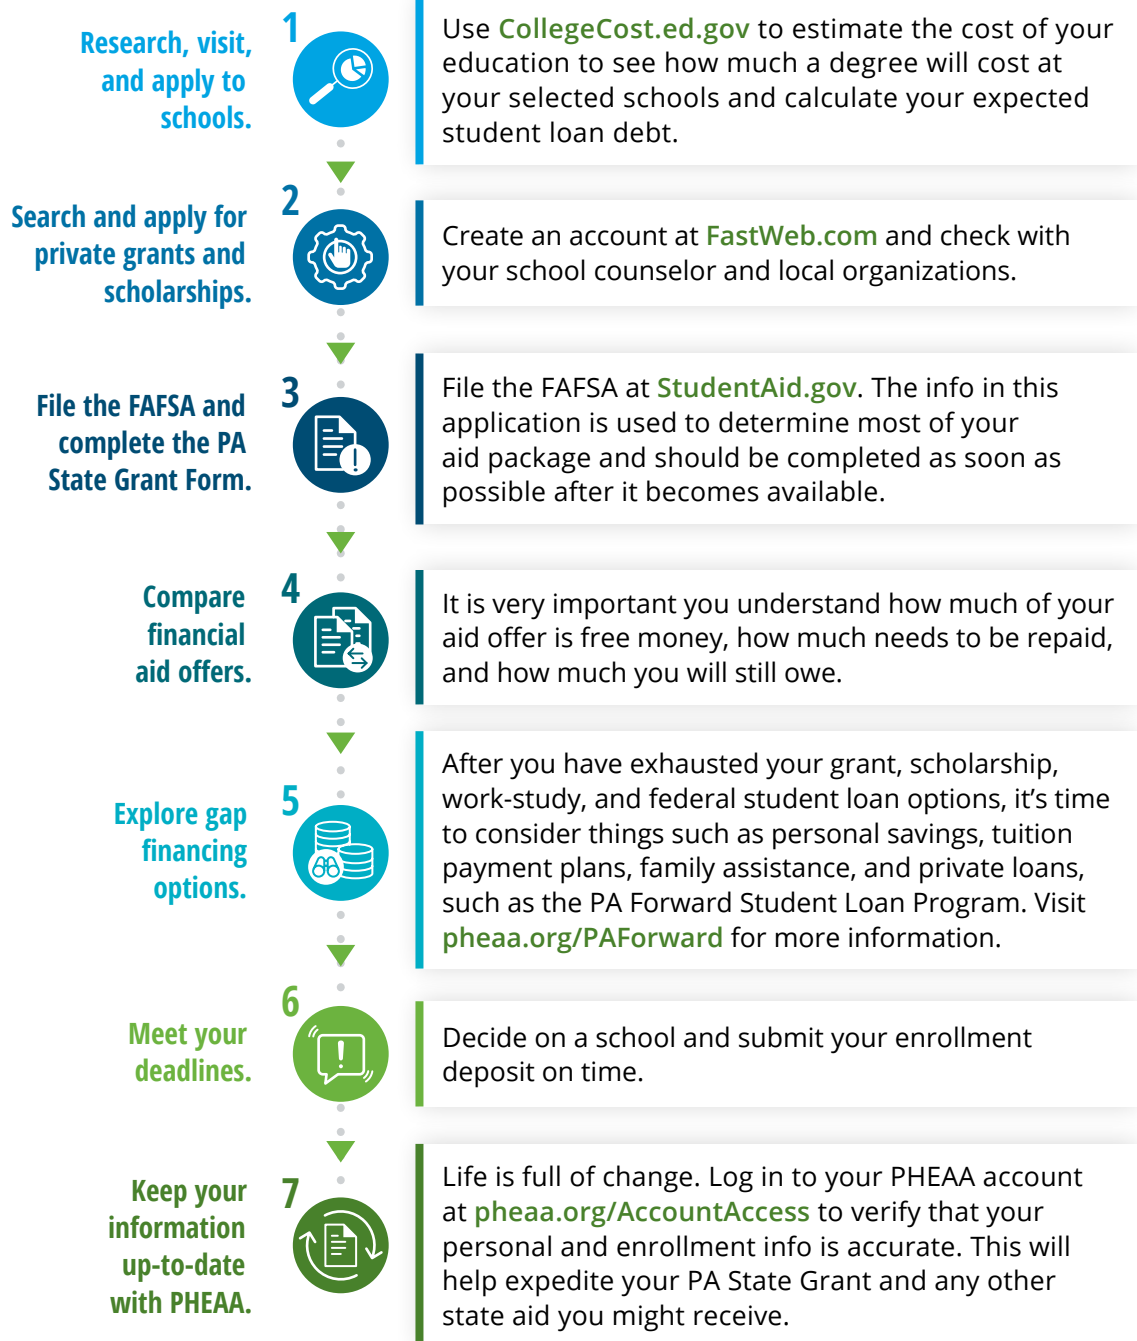 1
Research, visit,
and apply to
schools.
Use CollegeCost.ed.gov to estimate the cost of your
education to see how much a degree will cost at
your selected schools and calculate your expected
student loan debt.
2
Search and apply for
private grants and
scholarships.
Create an account at FastWeb.com and check with
your school counselor and local organizations.
3
File the FAFSA and
complete the PA
State Grant Form.
File the FAFSA at StudentAid.gov. The info in this
application is used to determine most of your
aid package and should be completed as soon as
possible after it becomes available.
4
Compare
financial
aid offers.
It is very important you understand how much of your
aid offer is free money, how much needs to be repaid,
and how much you will still owe.
5
Explore gap
financing
options.
After you have exhausted your grant, scholarship,
work-study, and federal student loan options, it’s time
to consider things such as personal savings, tuition
payment plans, family assistance, and private loans,
such as the PA Forward Student Loan Program. Visit
pheaa.org/PAForward for more information.
6
Meet your
deadlines.
Decide on a school and submit your enrollment
deposit on time.
7
Keep your
information
up-to-date
with PHEAA.
Life is full of change. Log in to your PHEAA account
at pheaa.org/AccountAccess to verify that your
personal and enrollment info is accurate. This will
help expedite your PA State Grant and any other
state aid you might receive.